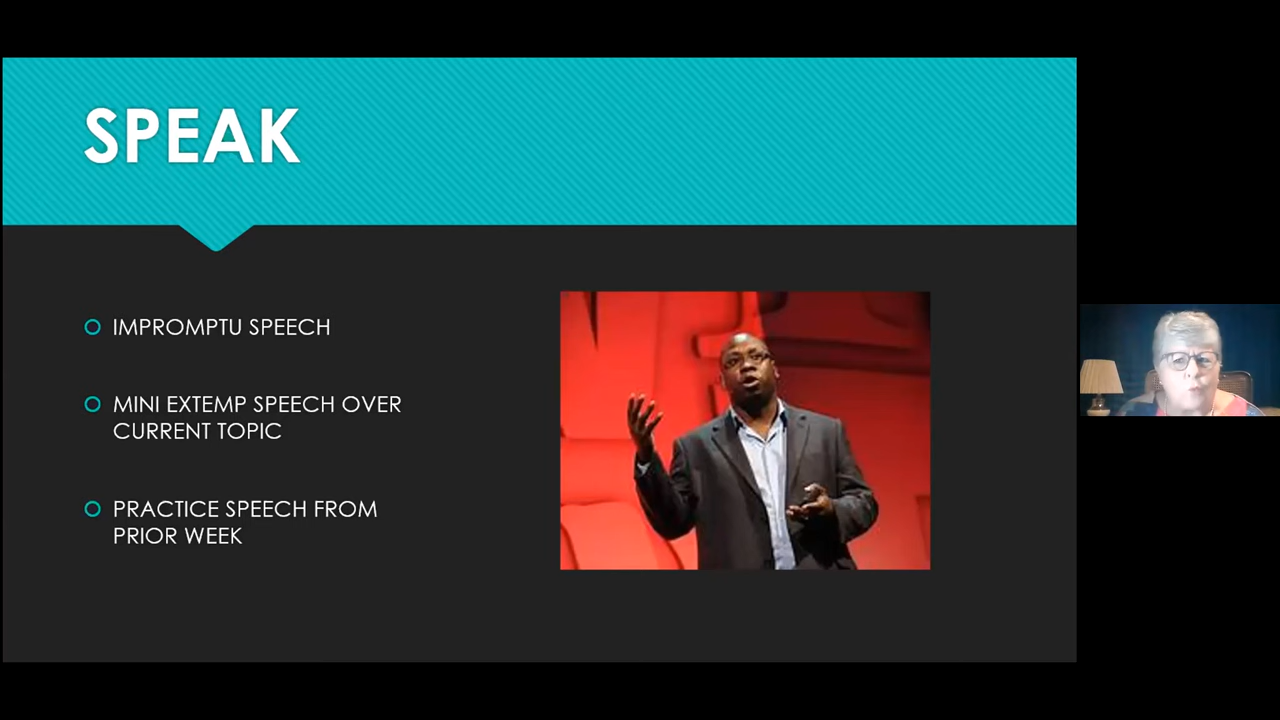 SPEAK
IMPROMPTU SPEECH
MINI EXTEMP SPEECH OVER
CURRENT TOPIC
PRACTICE SPEECH FROM
PRIOR WEEK